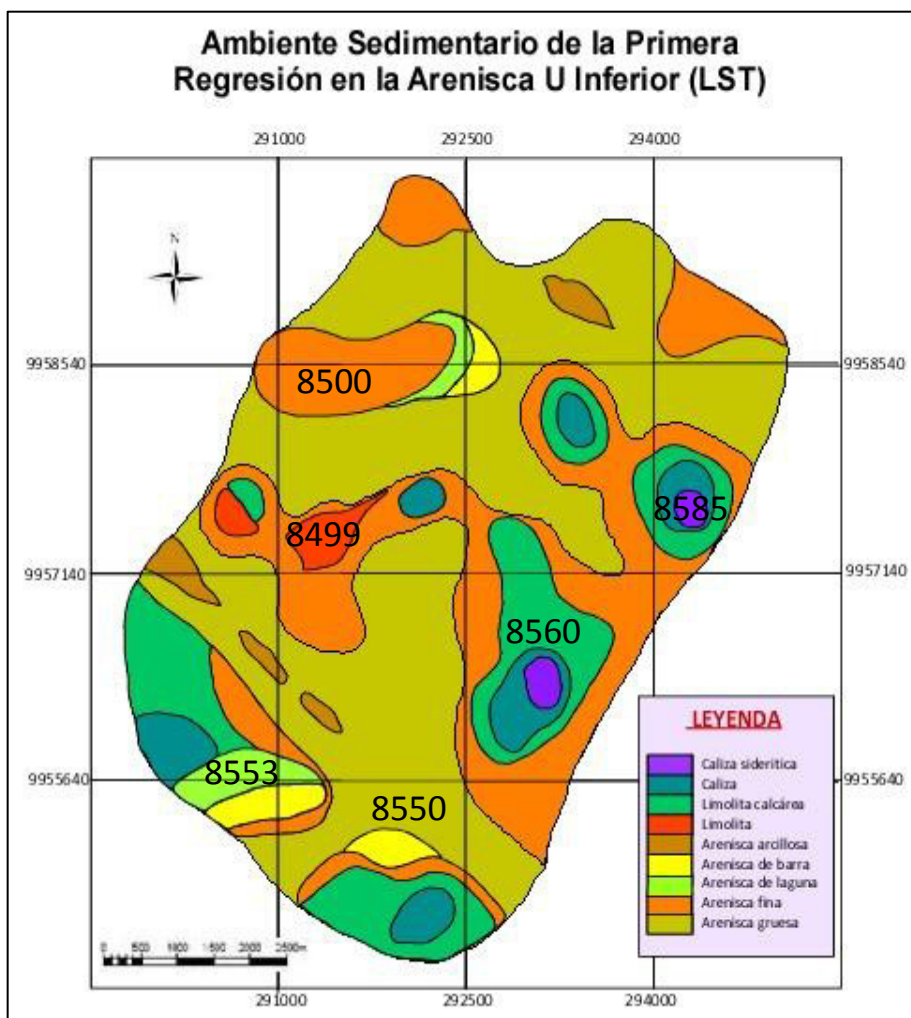 Ambiente Sedimentario de la Primera
Regresión en la Arenisca U Inferior (LST)
291000 292500 294000
N
9958540 9958540
8500
8585
8499
9957140 9957140
8560
LEYENDA
Caliza siderítica
Caliza
Limolita calcárea
Limolita
Arenisca arcillosa
Arenisca de barra
Arenisca de laguna
Arenisca fina
Arenisca gruesa
8553
9955640 9955640
8550
0 500 1000 1500 2000 2500m
291000 292500 294000